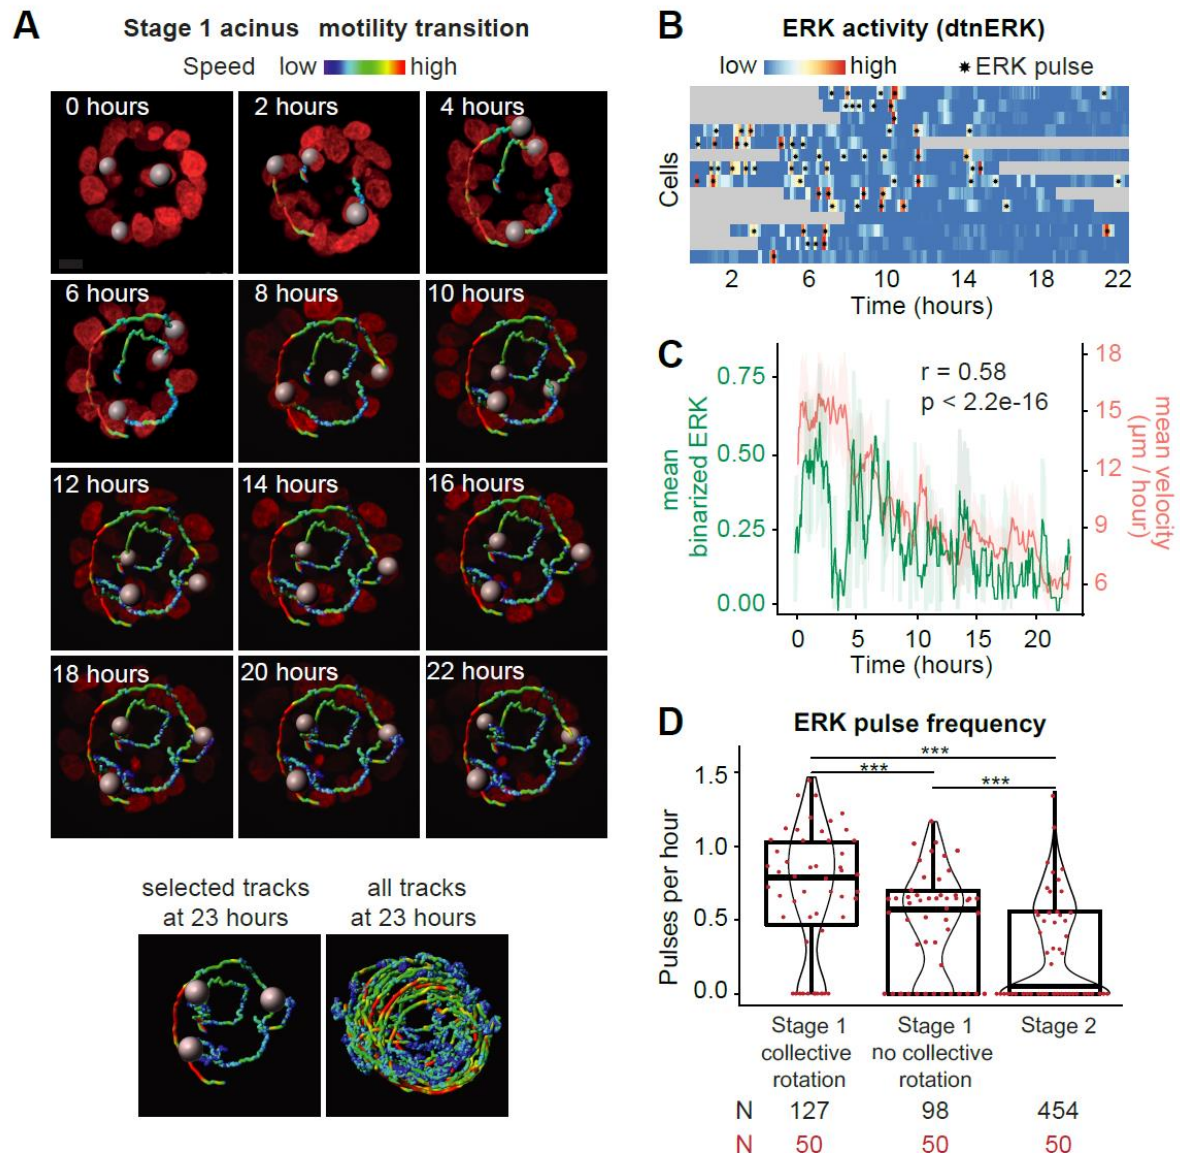 A
Stage 1 acinus motility transition
Speed low high
0 hours
2 hours
4 hours
6 hours
8 hours
10 hours
12 hours
14 hours
16 hours
18 hours
20 hours
22 hours
selected tracks
at 23 hours
all tracks
at 23 hours
B
ERK activity (dtnERK)
low high ✱ ERK pulse
Cells
2 6 10 14 18 22
Time (hours)
C
mean
binarized ERK
0.75
0.50
0.25
0.00
r = 0.58
p < 2.2e-16
18
15
12
9
6
mean velocity
(µm / hour)
0 5 10 15 20
Time (hours)
D
ERK pulse frequency
Pulses per hour
1.5
1.0
0.5
0.0
***
***
***
Stage 1
collective
rotation
Stage 1
no collective
rotation
Stage 2
N 127 98 454
N 50 50 50